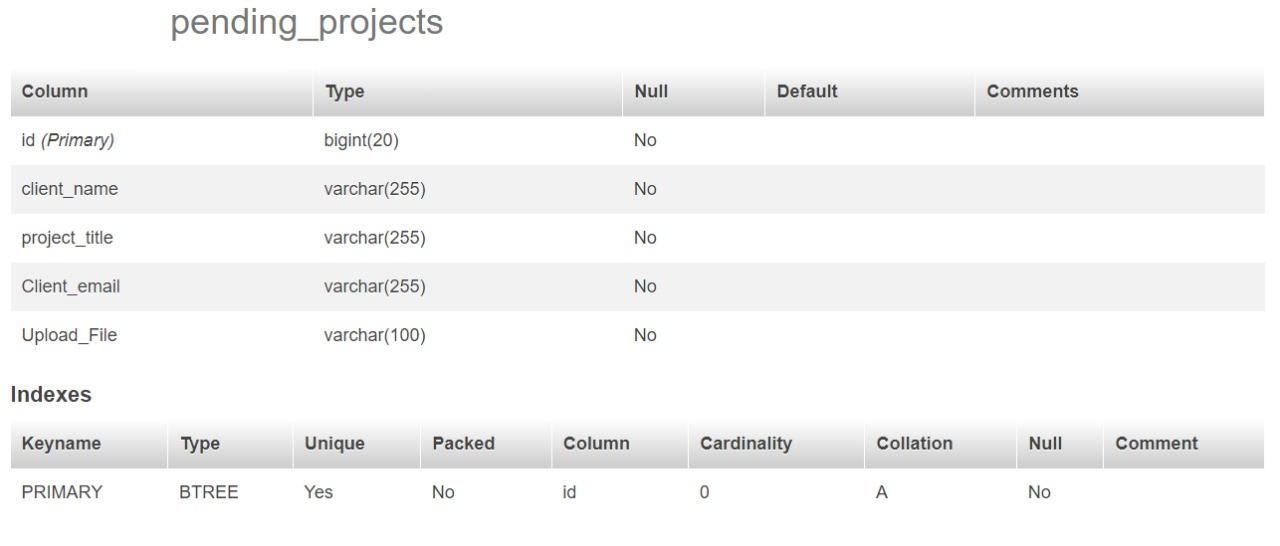 pending_projects
Column Type Null Default Comments
id (Primary) bigint(20) No
client_name varchar(255) No
project_title varchar(255) No
Client_email varchar(255) No
Upload_File varchar(100) No
Indexes
Keyname Type Unique Packed Column Cardinality Collation Null Comment
PRIMARY BTREE Yes No id 0 A No